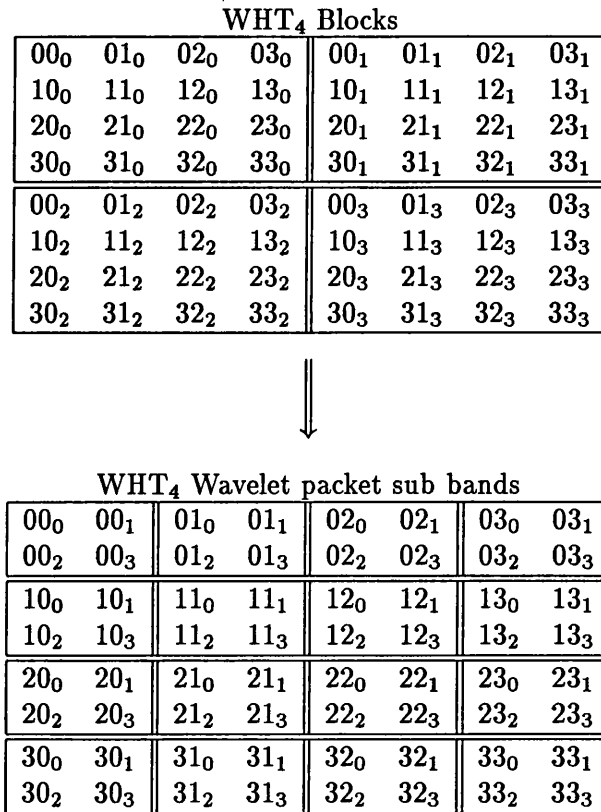 WHT₄ Blocks
00₀ 01₀ 02₀ 03₀ 00₁ 01₁ 02₁ 03₁
10₀ 11₀ 12₀ 13₀ 10₁ 11₁ 12₁ 13₁
20₀ 21₀ 22₀ 23₀ 20₁ 21₁ 22₁ 23₁
30₀ 31₀ 32₀ 33₀ 30₁ 31₁ 32₁ 33₁
00₂ 01₂ 02₂ 03₂ 00₃ 01₃ 02₃ 03₃
10₂ 11₂ 12₂ 13₂ 10₃ 11₃ 12₃ 13₃
20₂ 21₂ 22₂ 23₂ 20₃ 21₃ 22₃ 23₃
30₂ 31₂ 32₂ 33₂ 30₃ 31₃ 32₃ 33₃
WHT₄ Wavelet packet sub bands
00₀ 00₁ 01₀ 01₁ 02₀ 02₁ 03₀ 03₁
00₂ 00₃ 01₂ 01₃ 02₂ 02₃ 03₂ 03₃
10₀ 10₁ 11₀ 11₁ 12₀ 12₁ 13₀ 13₁
10₂ 10₃ 11₂ 11₃ 12₂ 12₃ 13₂ 13₃
20₀ 20₁ 21₀ 21₁ 22₀ 22₁ 23₀ 23₁
20₂ 20₃ 21₂ 21₃ 22₂ 22₃ 23₂ 23₃
30₀ 30₁ 31₀ 31₁ 32₀ 32₁ 33₀ 33₁
30₂ 30₃ 31₂ 31₃ 32₂ 32₃ 33₂ 33₃